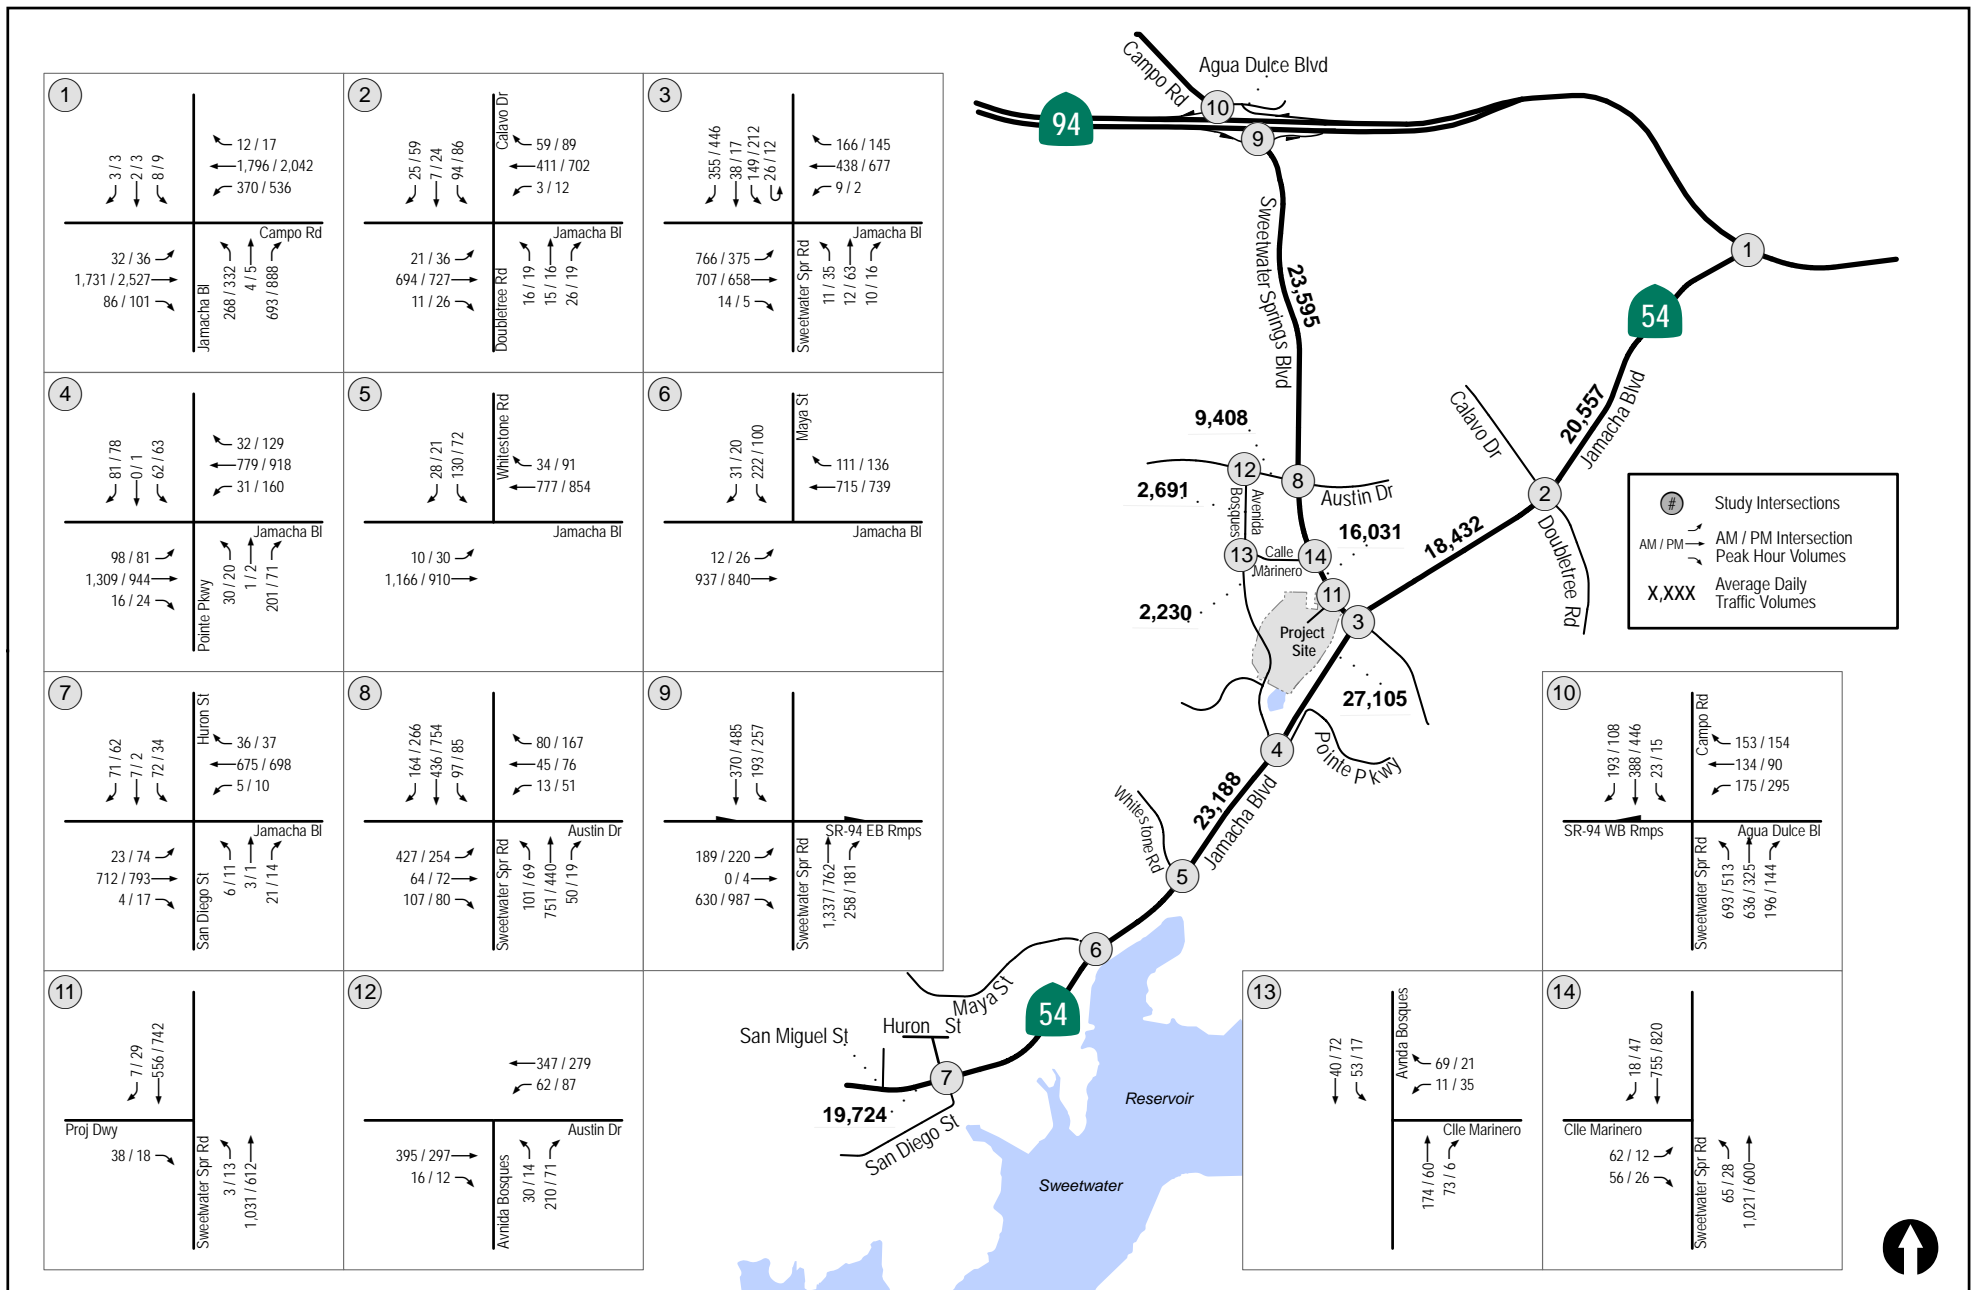 1
3 / 3
2 / 3
8 / 9
12 / 17
1,796 / 2,042
370 / 536
Campo Rd
32 / 36
1,731 / 2,527
86 / 101
Jamacha Bl
268 / 332
4 / 5
693 / 888
2
25 / 59
7 / 24
94 / 86
Calavo Dr
59 / 89
411 / 702
3 / 12
Jamacha Bl
21 / 36
694 / 727
11 / 26
Doubletree Rd
16 / 19
15 / 16
26 / 19
3
355 / 446
38 / 17
149 / 212
26 / 12
166 / 145
438 / 677
9 / 2
Jamacha Bl
766 / 375
707 / 658
14 / 5
Sweetwater Spr Rd
11 / 35
12 / 63
10 / 16
4
81 / 78
0 / 1
62 / 63
32 / 129
779 / 918
31 / 160
Jamacha Bl
98 / 81
1,309 / 944
16 / 24
Pointe Pkwy
30 / 20
1 / 2
201 / 71
5
28 / 21
130 / 72
Whitestone Rd
34 / 91
777 / 854
Jamacha Bl
10 / 30
1,166 / 910
6
31 / 20
222 / 100
Maya St
111 / 136
715 / 739
Jamacha Bl
12 / 26
937 / 840
7
71 / 62
7 / 2
72 / 34
Huron St
36 / 37
675 / 698
5 / 10
Jamacha Bl
23 / 74
712 / 793
4 / 17
San Diego St
6 / 11
3 / 1
21 / 14
8
164 / 266
436 / 754
97 / 85
80 / 167
45 / 76
13 / 51
Austin Dr
427 / 254
64 / 72
107 / 80
Sweetwater Spr Rd
101 / 69
751 / 440
50 / 19
9
370 / 485
193 / 257
SR-94 EB Rmps
189 / 220
0 / 4
630 / 987
Sweetwater Spr Rd
1,337 / 762
258 / 181
10
193 / 108
388 / 446
23 / 15
Campo Rd
153 / 154
134 / 90
175 / 295
SR-94 WB Rmps
Agua Dulce Bl
Sweetwater Spr Rd
693 / 513
636 / 325
196 / 144
11
7 / 29
556 / 742
Proj Dwy
38 / 18
Sweetwater Spr Rd
3 / 13
1,031 / 612
12
347 / 279
62 / 87
Austin Dr
395 / 297
16 / 12
Avnida Bosques
30 / 14
210 / 71
13
40 / 72
53 / 17
Avnda Bosques
69 / 21
11 / 35
Clle Marinero
174 / 60
73 / 6
14
18 / 47
755 / 820
Clle Marinero
62 / 12
56 / 26
Sweetwater Spr Rd
65 / 28
1,021 / 600
Campo Rd
Agua Dulce Blvd
94
10
9
1
54
Sweetwater Springs Blvd
23,595
20,557
Jamacha Blvd
Calavo Dr
2
Doubletree Rd
9,408
12
8
Austin Dr
2,691
Avenida
Bosques
16,031
18,432
13
Calle
Marinero
14
11
3
2,230
Project
Site
27,105
4
Pointe Pkwy
23,188
Jamacha Blvd
Whitestone Rd
5
6
Maya St
54
San Miguel St
Huron St
7
19,724
San Diego St
Reservoir
Sweetwater
# Study Intersections
AM / PM AM / PM Intersection
Peak Hour Volumes
X,XXX Average Daily
Traffic Volumes